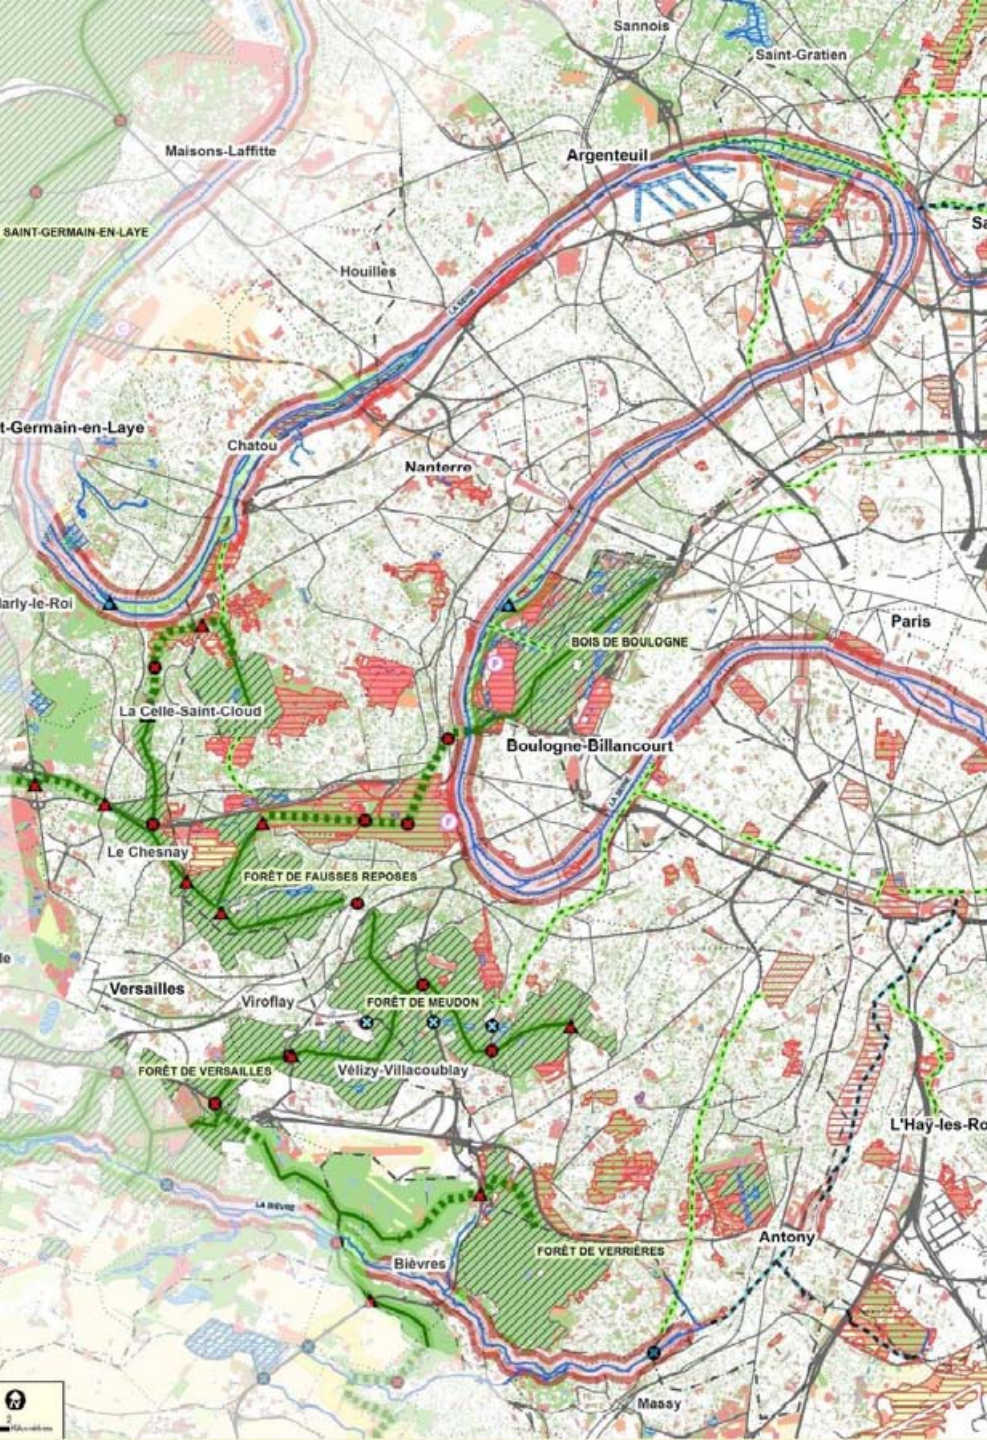 Sannois
Saint-Gratien
Maisons-Laffitte
Argenteuil
SAINT-GERMAIN-EN-LAYE
Sa
Houilles
LA SEINE
C
t-Germain-en-Laye
Chatou
Nanterre
arly-le-Roi
Paris
BOIS DE BOULOGNE
F
La Celle-Saint-Cloud
Boulogne-Billancourt
LA SEINE
F
Le Chesnay
FORÊT DE FAUSSES REPOSES
le
Versailles
Viroflay
FORÊT DE MEUDON
FORÊT DE VERSAILLES
Vélizy-Villacoublay
L'Haÿ-les-Ro
LA BIÈVRE
Antony
FORÊT DE VERRIÈRES
Bièvres
N
2
Massy